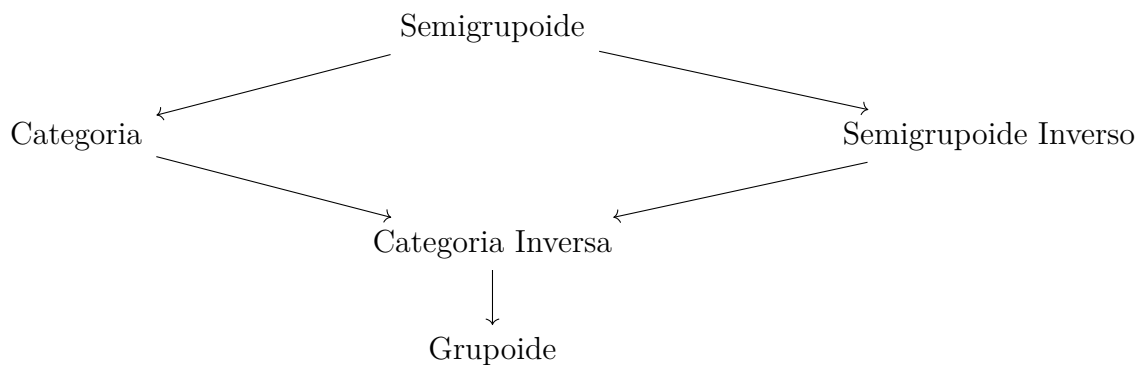 Semigrupoide
Categoria
Semigrupoide Inverso
Categoria Inversa
Grupoide